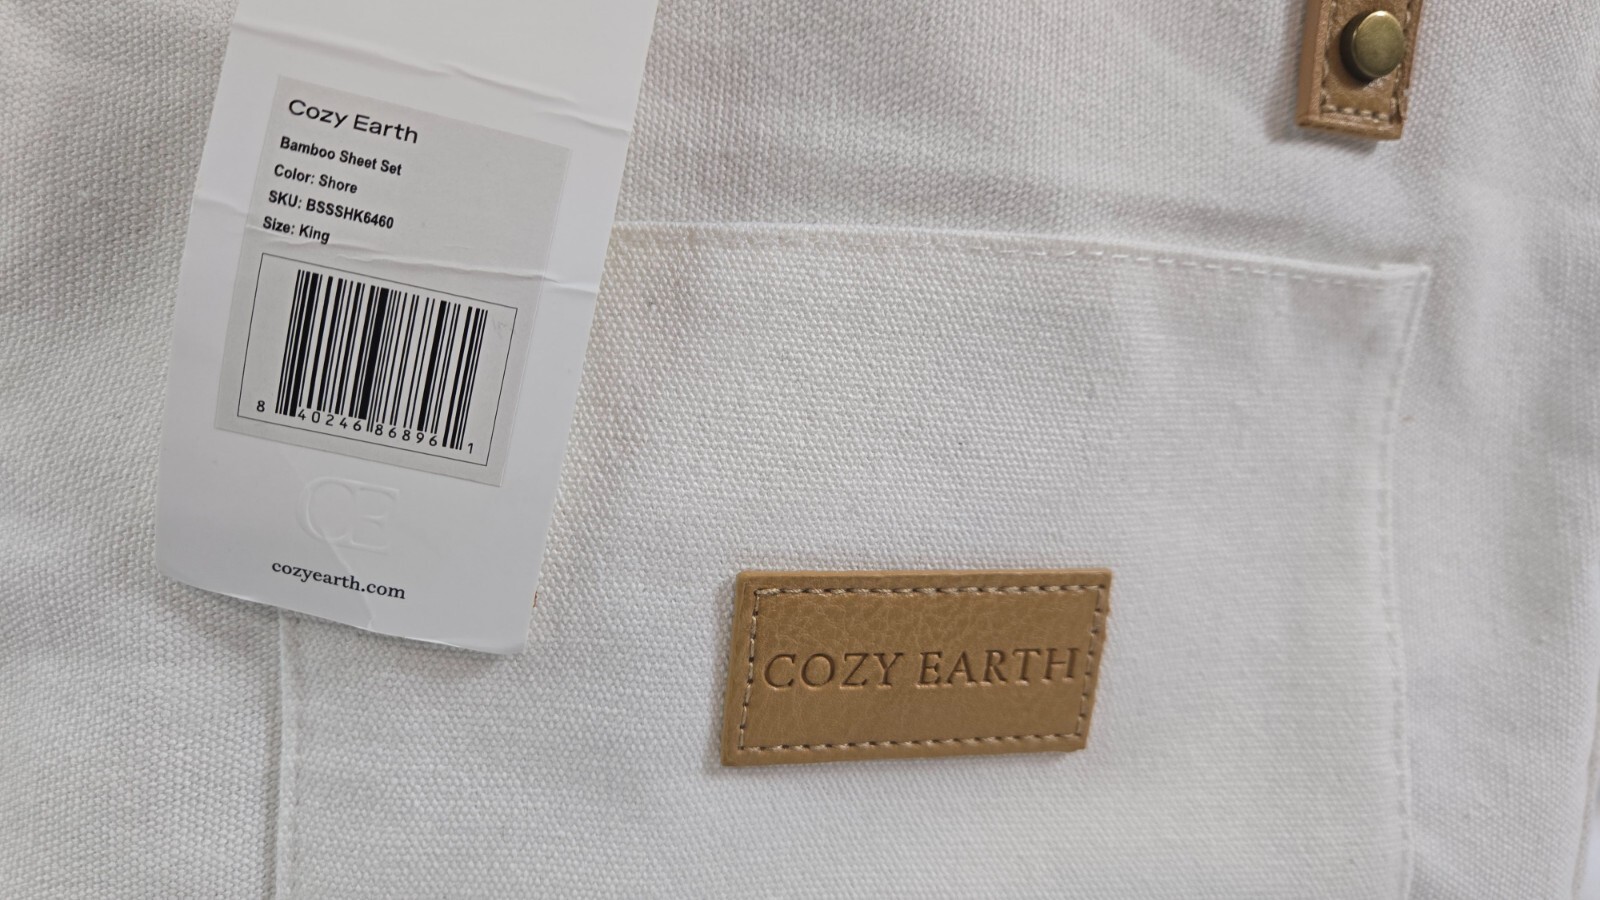 Cozy Earth
Bamboo Sheet Set
Color: Shore
SKU: BSSSHK6460
Size: King
8 40246 86896 1
CE
cozyearth.com
COZY EARTH